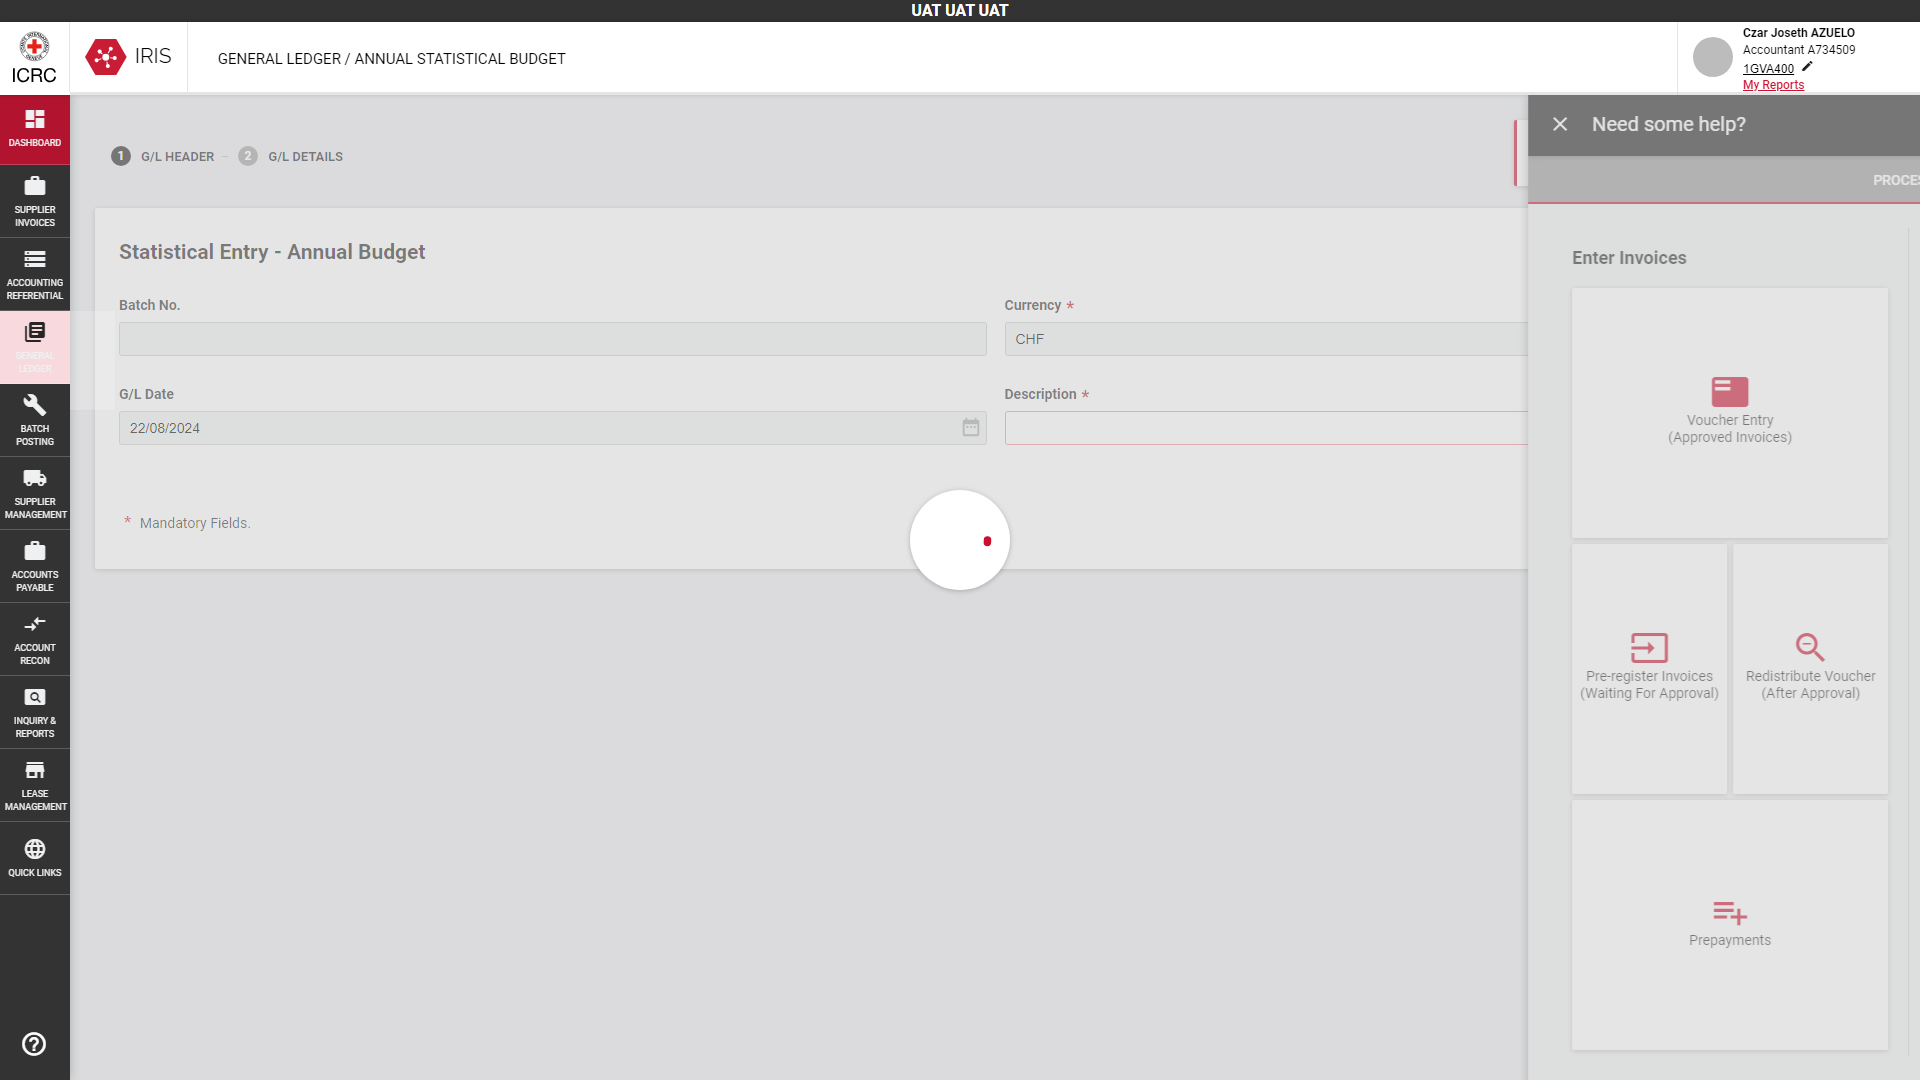 UAT UAT UAT
ICRC
IRIS
GENERAL LEDGER / ANNUAL STATISTICAL BUDGET
Czar Joseth AZUELO
Accountant A734509
1GVA400
My Reports
DASHBOARD
SUPPLIER
INVOICES
ACCOUNTING
REFERENTIAL
GENERAL
LEDGER
BATCH
POSTING
SUPPLIER
MANAGEMENT
ACCOUNTS
PAYABLE
ACCOUNT
RECON
INQUIRY &
REPORTS
LEASE
MANAGEMENT
QUICK LINKS
1 G/L HEADER
2 G/L DETAILS
Statistical Entry - Annual Budget
Batch No.
Currency *
CHF
G/L Date
22/08/2024
Description *
* Mandatory Fields.
Need some help?
PROCES
Enter Invoices
Voucher Entry
(Approved Invoices)
Pre-register Invoices
(Waiting For Approval)
Redistribute Voucher
(After Approval)
Prepayments